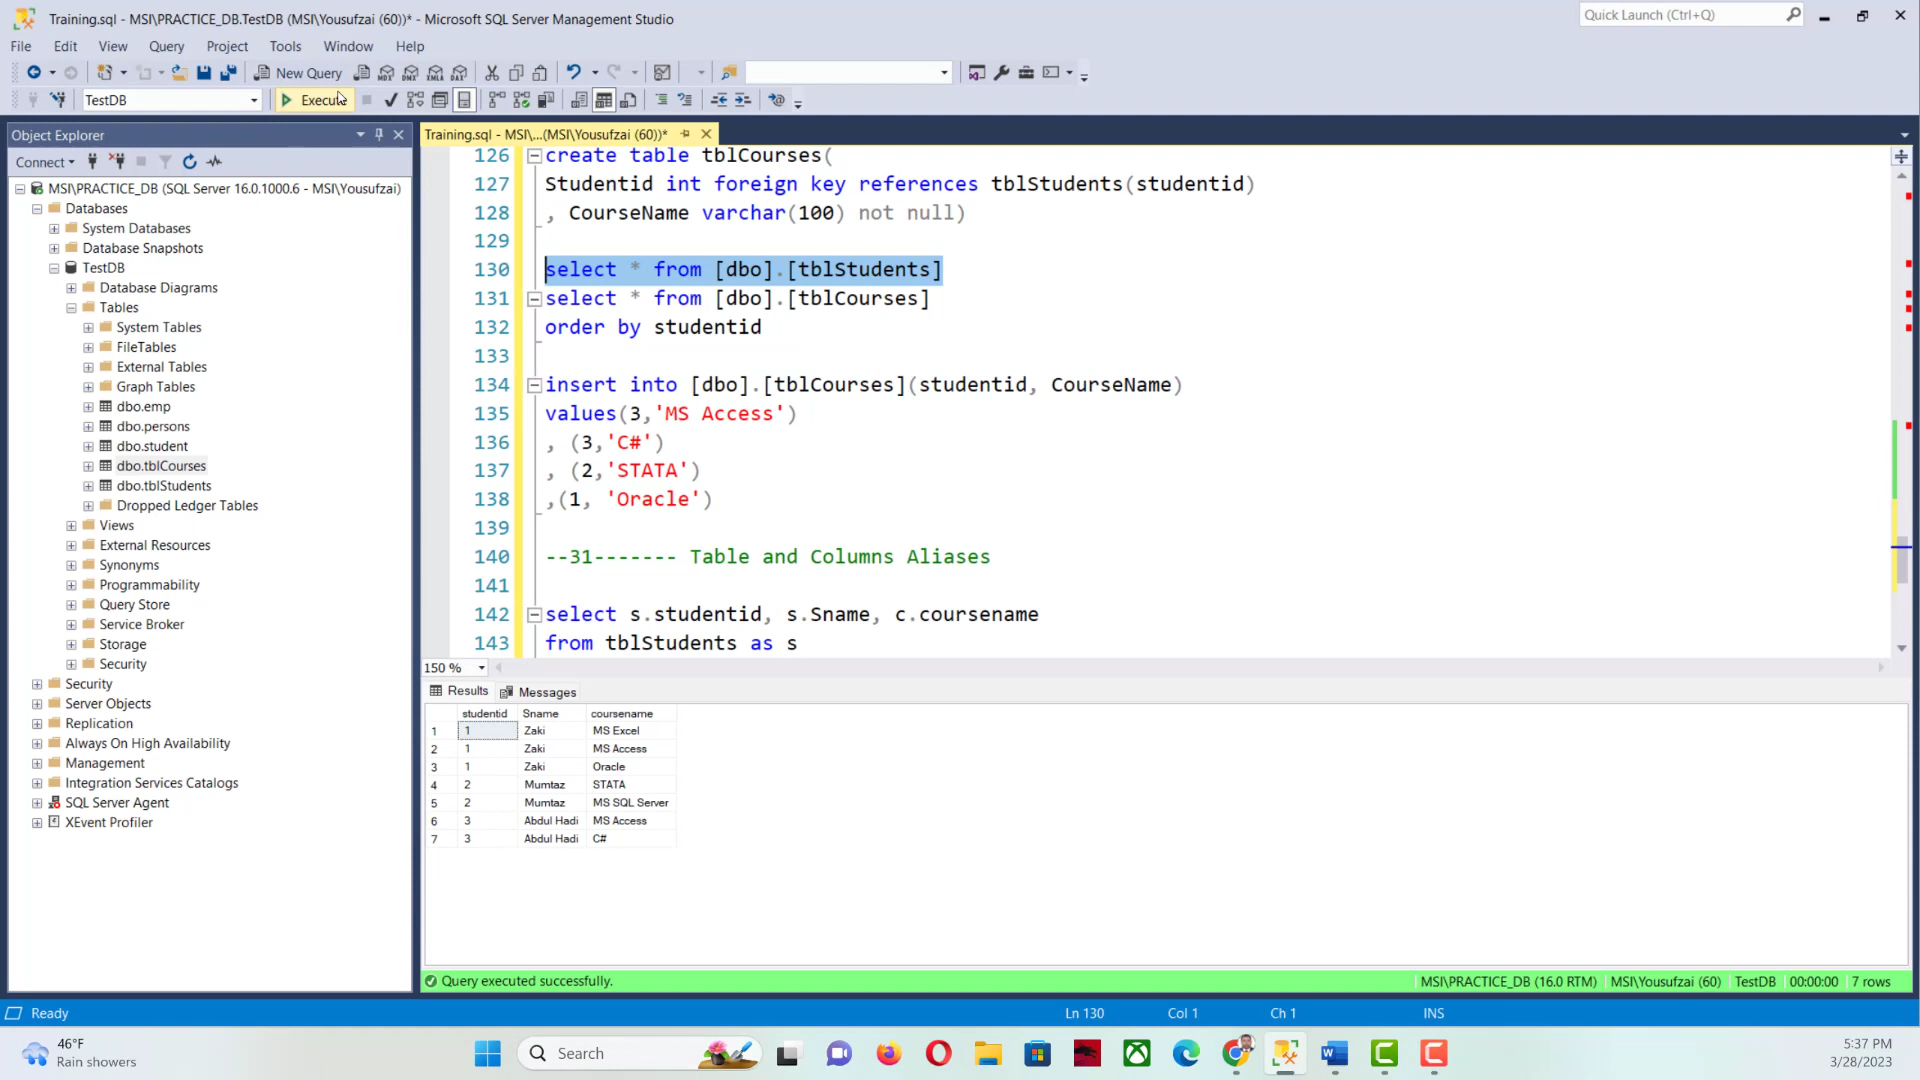 Training.sql - MSI\PRACTICE_DB.TestDB (MSI\Yousufzai (60))* - Microsoft SQL Server Management Studio
Quick Launch (Ctrl+Q)
File Edit View Query Project Tools Window Help
New Query
TestDB
Execute
Object Explorer
Training.sql - MSI\...(MSI\Yousufzai (60))*
Connect
MSI\PRACTICE_DB (SQL Server 16.0.1000.6 - MSI\Yousufzai)
Databases
System Databases
Database Snapshots
TestDB
Database Diagrams
Tables
System Tables
FileTables
External Tables
Graph Tables
dbo.emp
dbo.persons
dbo.student
dbo.tblCourses
dbo.tblStudents
Dropped Ledger Tables
Views
External Resources
Synonyms
Programmability
Query Store
Service Broker
Storage
Security
Security
Server Objects
Replication
Always On High Availability
Management
Integration Services Catalogs
SQL Server Agent
XEvent Profiler
126 create table tblCourses(
127 Studentid int foreign key references tblStudents(studentid)
128 , CourseName varchar(100) not null)
129
130 select * from [dbo].[tblStudents]
131 select * from [dbo].[tblCourses]
132 order by studentid
133
134 insert into [dbo].[tblCourses](studentid, CourseName)
135 values(3,'MS Access')
136 , (3,'C#')
137 , (2,'STATA')
138 ,(1, 'Oracle')
139
140 --31------- Table and Columns Aliases
141
142 select s.studentid, s.Sname, c.coursename
143 from tblStudents as s
150 %
Results Messages
studentid Sname coursename
1 1 Zaki MS Excel
2 1 Zaki MS Access
3 1 Zaki Oracle
4 2 Mumtaz STATA
5 2 Mumtaz MS SQL Server
6 3 Abdul Hadi MS Access
7 3 Abdul Hadi C#
Query executed successfully.
MSI\PRACTICE_DB (16.0 RTM) MSI\Yousufzai (60) TestDB 00:00:00 7 rows
Ready
Ln 130 Col 1 Ch 1 INS
46°F
Rain showers
Search
5:37 PM
3/28/2023